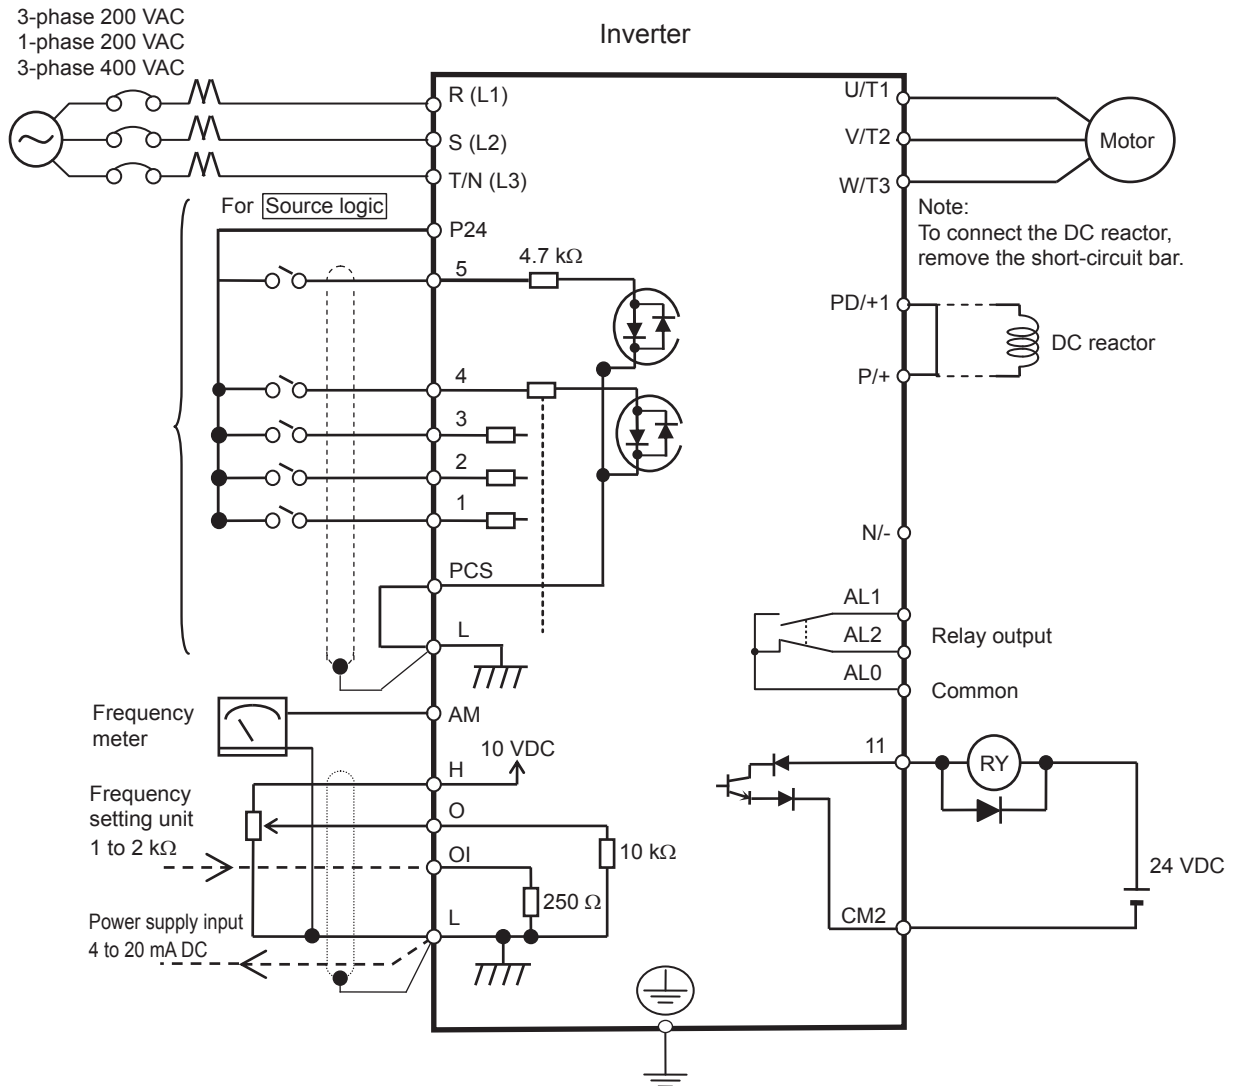 3-phase 200 VAC
1-phase 200 VAC
3-phase 400 VAC
Inverter
R (L1)
S (L2)
T/N (L3)
U/T1
V/T2
W/T3
Motor
For Source logic
P24
5
4.7 kΩ
4
3
2
1
PCS
L
Note:
To connect the DC reactor,
remove the short-circuit bar.
PD/+1
P/+
DC reactor
N/-
AL1
AL2
AL0
Relay output
Common
Frequency
meter
AM
H
10 VDC
Frequency
setting unit
1 to 2 kΩ
O
OI
10 kΩ
250 Ω
L
Power supply input
4 to 20 mA DC
11
RY
24 VDC
CM2